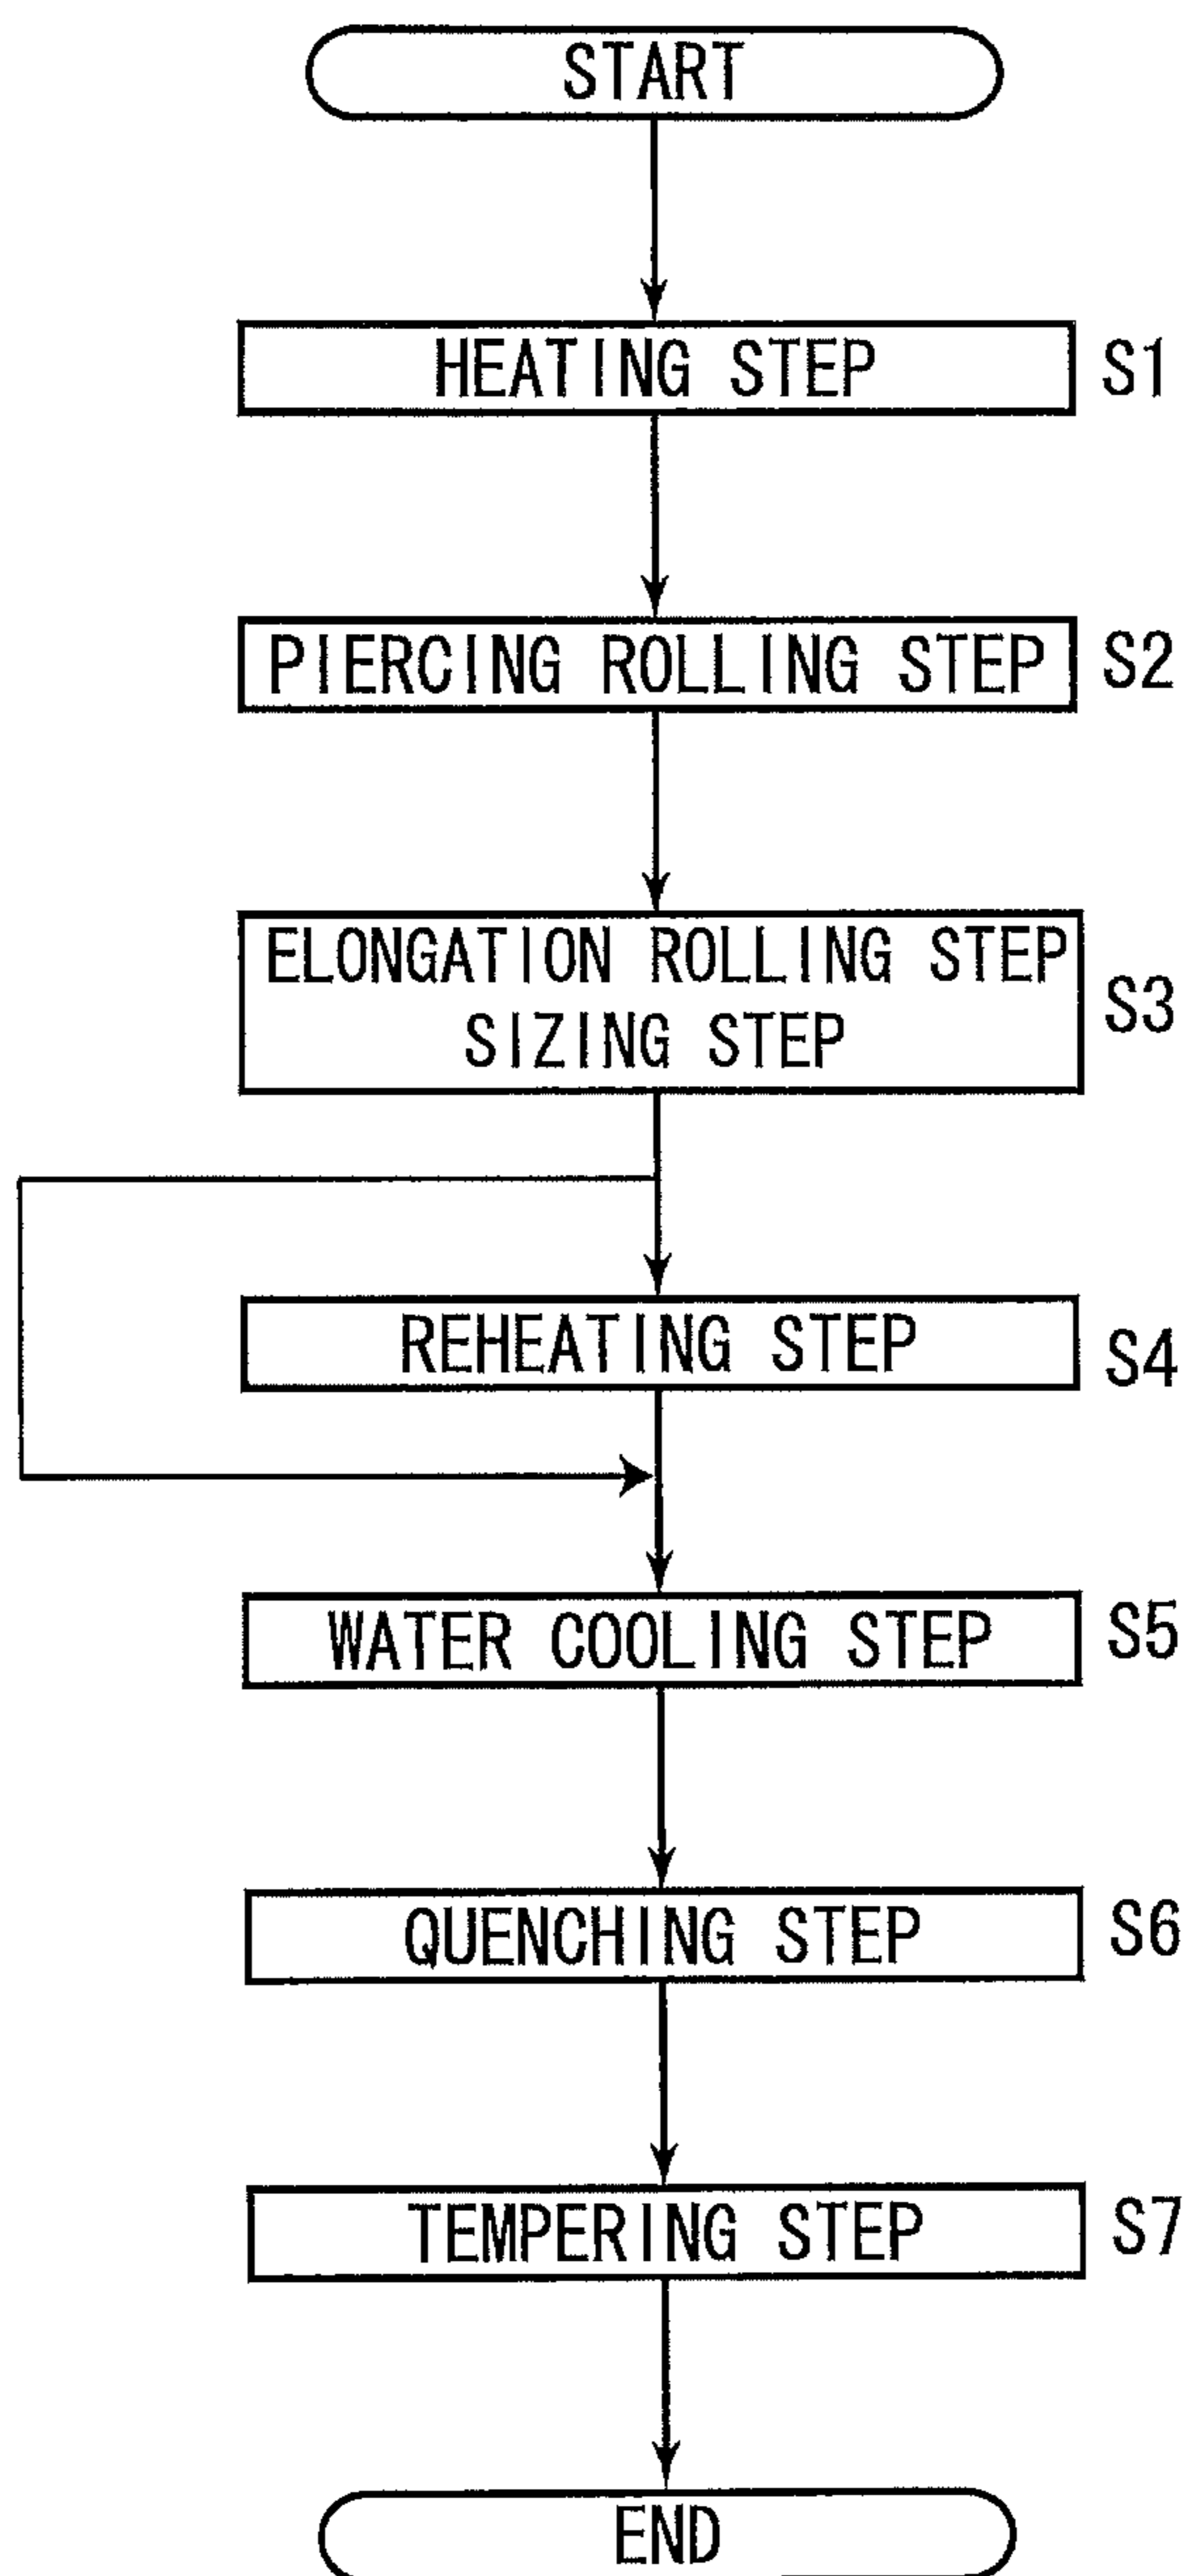 START
HEATING STEP S1
PIERCING ROLLING STEP S2
ELONGATION ROLLING STEP
SIZING STEP
S3
REHEATING STEP S4
WATER COOLING STEP S5
QUENCHING STEP S6
TEMPERING STEP S7
END